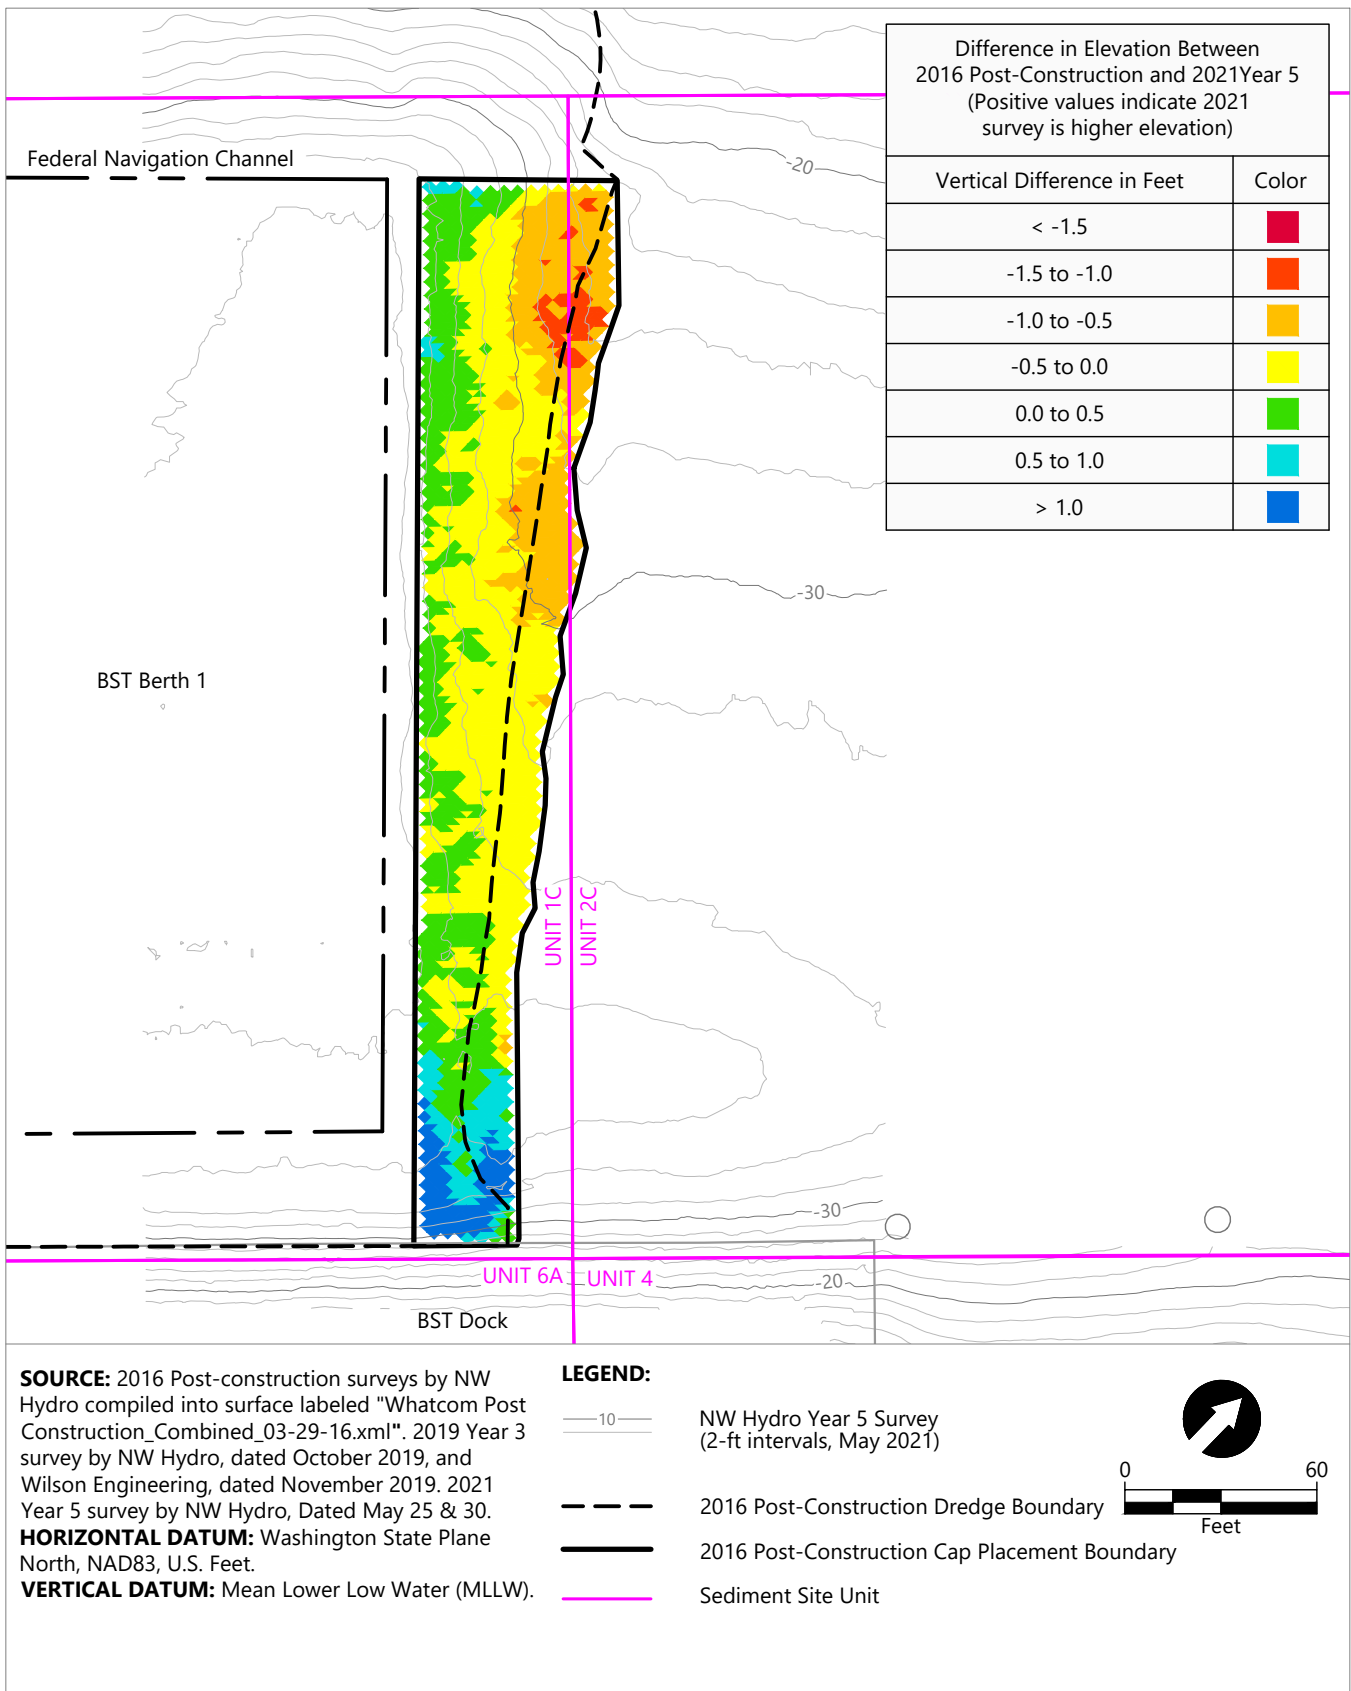 Difference in Elevation Between
2016 Post-Construction and 2021Year 5
(Positive values indicate 2021
survey is higher elevation)
Vertical Difference in Feet Color
< -1.5
-1.5 to -1.0
-1.0 to -0.5
-0.5 to 0.0
0.0 to 0.5
0.5 to 1.0
> 1.0
Federal Navigation Channel
-20
-30
BST Berth 1
UNIT 1C
UNIT 2C
-30
UNIT 6A
UNIT 4
-20
BST Dock
SOURCE: 2016 Post-construction surveys by NW
Hydro compiled into surface labeled "Whatcom Post
Construction_Combined_03-29-16.xml". 2019 Year 3
survey by NW Hydro, dated October 2019, and
Wilson Engineering, dated November 2019. 2021
Year 5 survey by NW Hydro, Dated May 25 & 30.
HORIZONTAL DATUM: Washington State Plane
North, NAD83, U.S. Feet.
VERTICAL DATUM: Mean Lower Low Water (MLLW).
LEGEND:
10
NW Hydro Year 5 Survey
(2-ft intervals, May 2021)
2016 Post-Construction Dredge Boundary
2016 Post-Construction Cap Placement Boundary
Sediment Site Unit
0 60
Feet